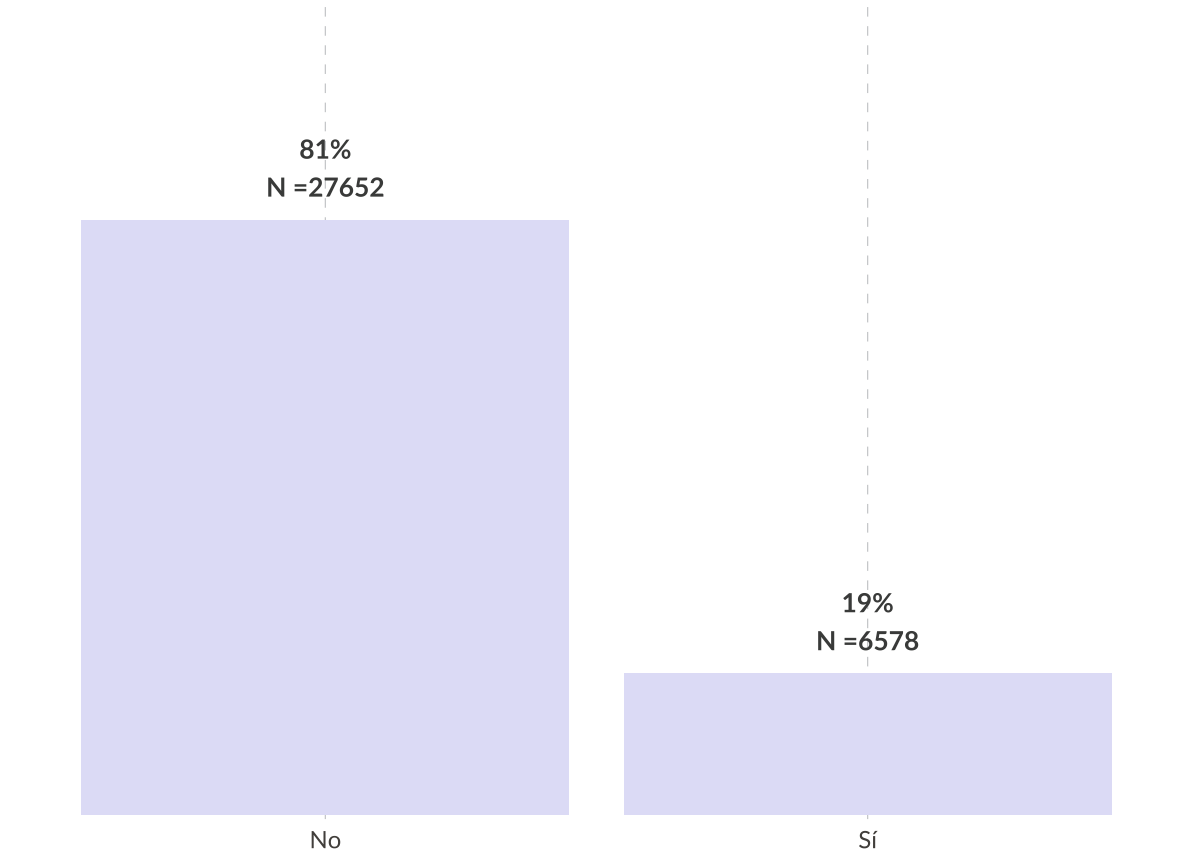 81%
N =27652
19%
N =6578
No
Sí